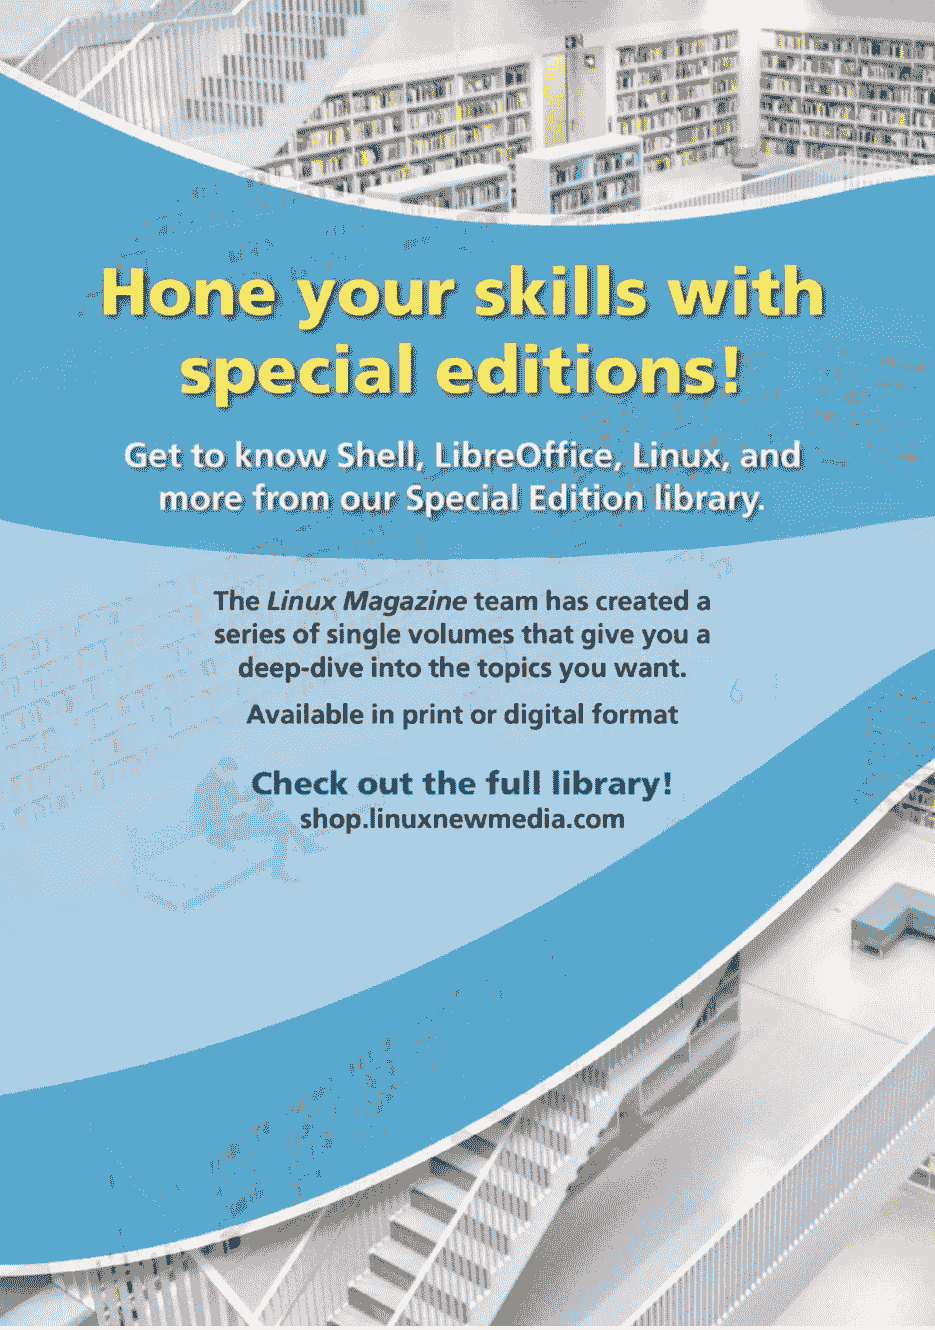 Hone your skills with
special editions!
Get to know Shell, LibreOffice, Linux, and
more from our Special Edition library.
The Linux Magazine team has created a
series of single volumes that give you a
deep-dive into the topics you want.
Available in print or digital format
Check out the full library!
shop.linuxnewmedia.com